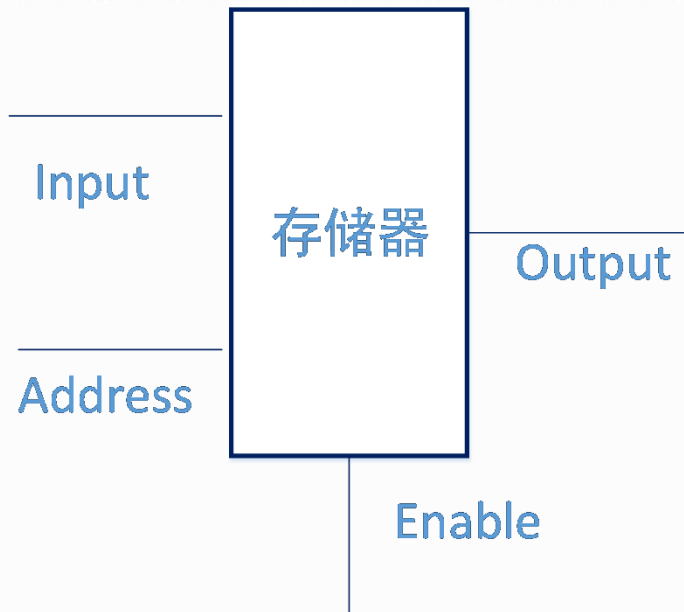 Input
存储器
Output
Address
Enable